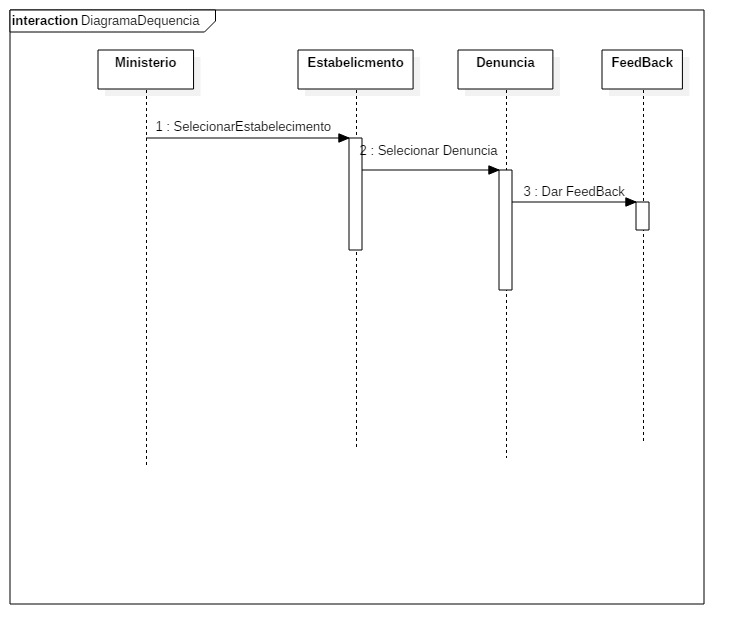 interaction DiagramaDequencia
Ministerio
Estabelicmento
Denuncia
FeedBack
1 : SelecionarEstabelecimento
2 : Selecionar Denuncia
3 : Dar FeedBack